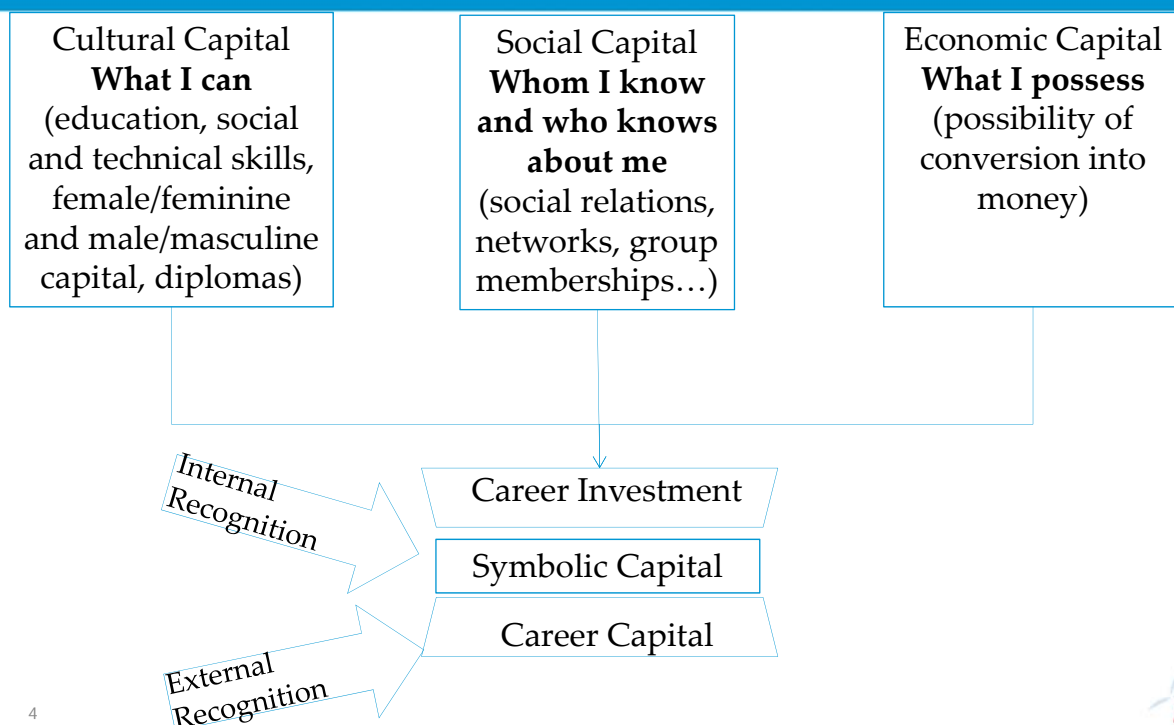 Cultural Capital
What I can
(education, social
and technical skills,
female/feminine
and male/masculine
capital, diplomas)
Social Capital
Whom I know
and who knows
about me
(social relations,
networks, group
memberships…)
Economic Capital
What I possess
(possibility of
conversion into
money)
Internal
Recognition
Career Investment
Symbolic Capital
Career Capital
External
Recognition
4